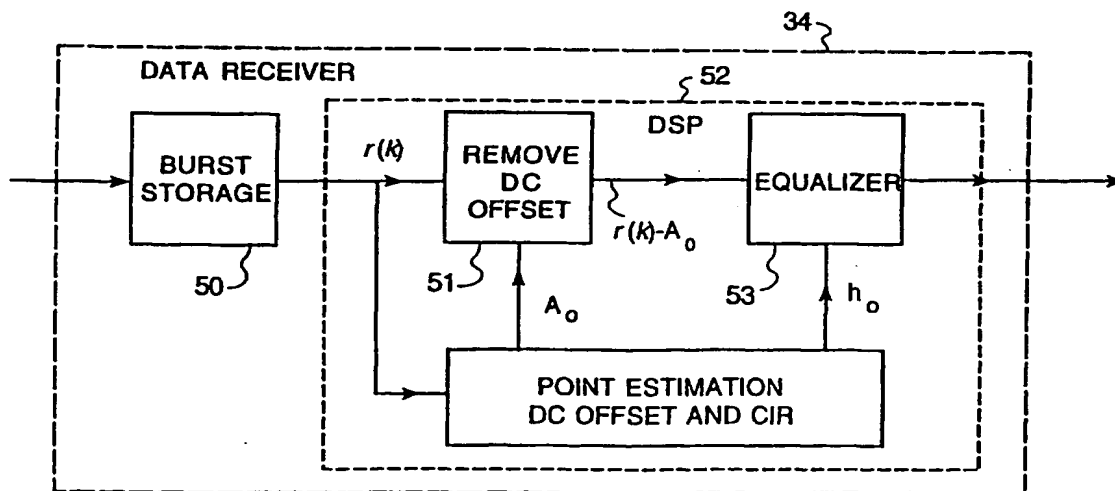 34
DATA RECEIVER
52
DSP
BURST
STORAGE
r(k)
REMOVE
DC
OFFSET
EQUALIZER
r(k)-A₀
50
51
53
A₀
h₀
POINT ESTIMATION
DC OFFSET AND CIR